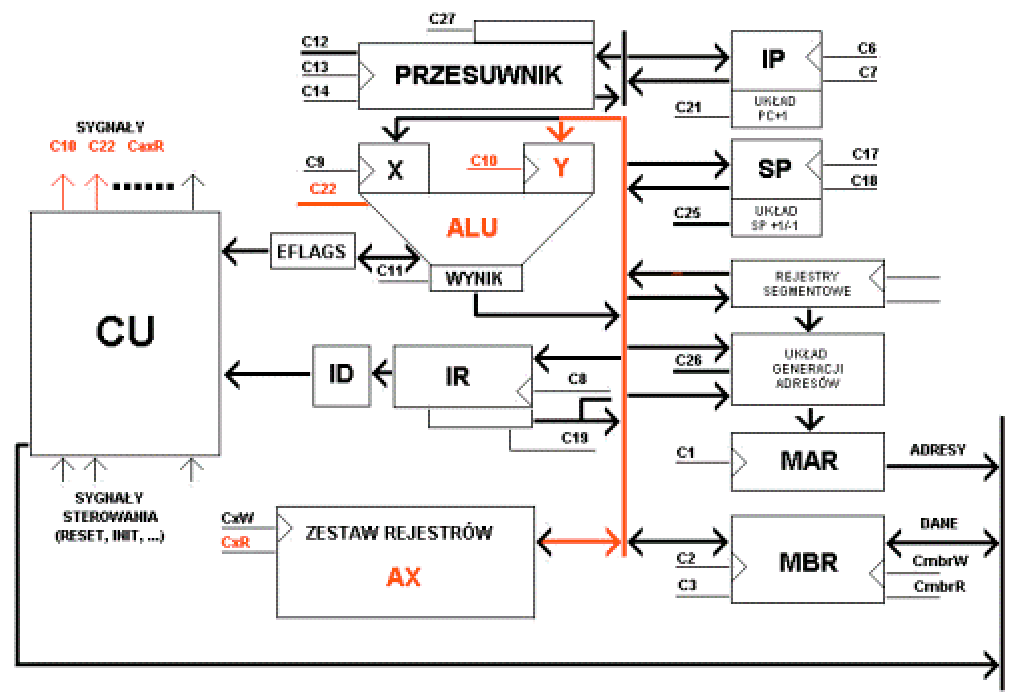 C27
C12
C13
C14
PRZESUWNIK
IP
C6
C7
C21
UKŁAD
PC+1
SYGNAŁY
C10 C22 CaxR
C9
X
C10
Y
C22
ALU
SP
C17
C18
C25
UKŁAD
SP +1/-1
EFLAGS
C11
WYNIK
REJESTRY
SEGMENTOWE
CU
ID
IR
C8
C19
C26
UKŁAD
GENERACJI
ADRESÓW
C1
MAR
ADRESY
SYGNAŁY
STEROWANIA
(RESET, INIT, ...)
CxW
CxR
ZESTAW REJESTRÓW
AX
C2
C3
MBR
DANE
CmbrW
CmbrR